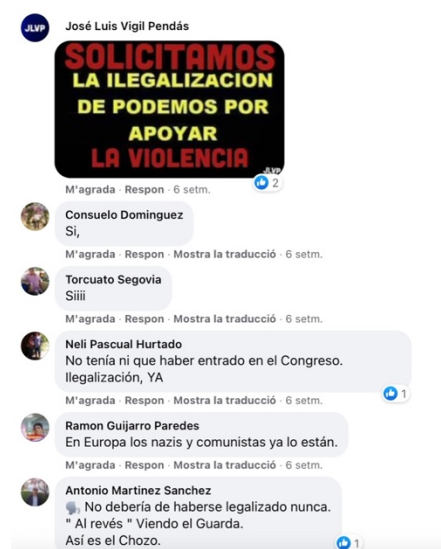 JLVP
José Luis Vigil Pendás
SOLICITAMOS
LA ILEGALIZACION
DE PODEMOS POR
APOYAR
LA VIOLENCIA
JLVP
2
M'agrada · Respon · 6 setm.
Consuelo Dominguez
Si,
M'agrada · Respon · Mostra la traducció · 6 setm.
Torcuato Segovia
Siiii
M'agrada · Respon · Mostra la traducció · 6 setm.
Neli Pascual Hurtado
No tenía ni que haber entrado en el Congreso.
Ilegalización, YA
1
M'agrada · Respon · Mostra la traducció · 6 setm.
Ramon Guijarro Paredes
En Europa los nazis y comunistas ya lo están.
M'agrada · Respon · Mostra la traducció · 6 setm.
Antonio Martinez Sanchez
🗣 No debería de haberse legalizado nunca.
" Al revés " Viendo el Guarda.
Así es el Chozo.
1